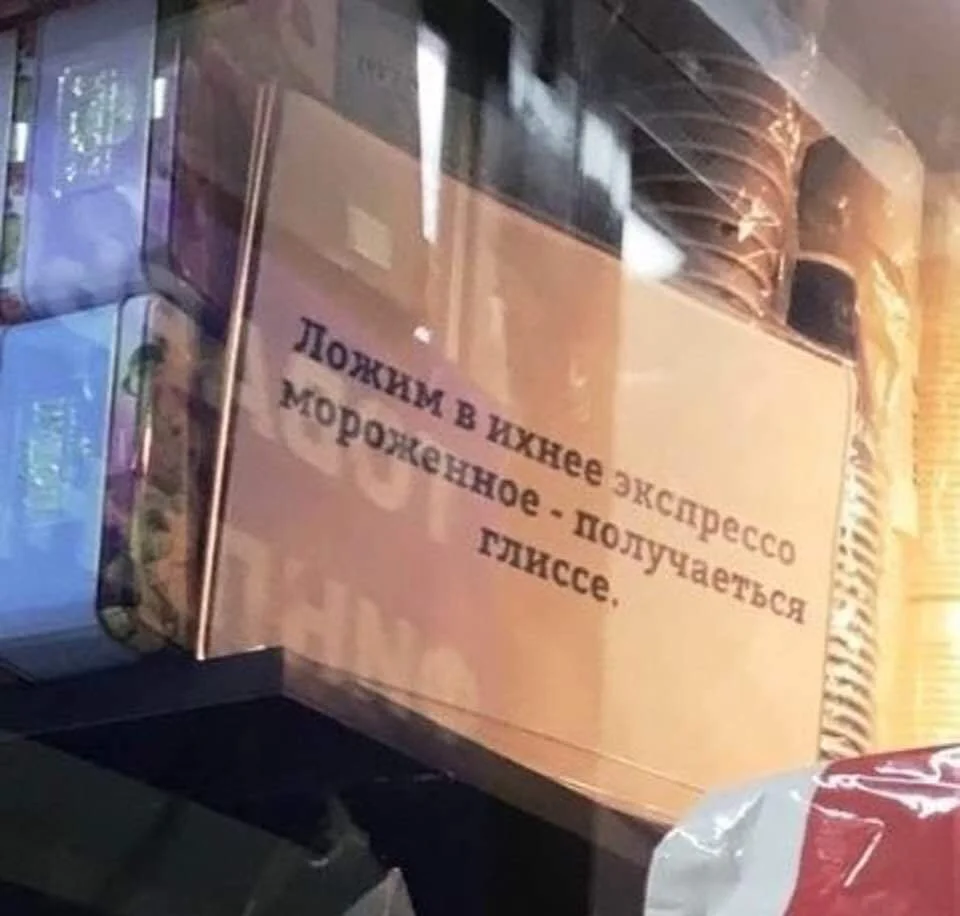 Ложим в ихнее экспрессо
мороженное - получаеться
глиссе.